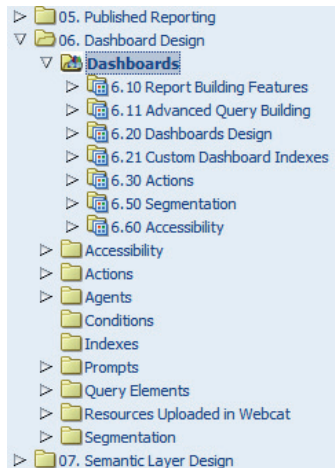 05. Published Reporting
06. Dashboard Design
Dashboards
6.10 Report Building Features
6.11 Advanced Query Building
6.20 Dashboards Design
6.21 Custom Dashboard Indexes
6.30 Actions
6.50 Segmentation
6.60 Accessibility
Accessibility
Actions
Agents
Conditions
Indexes
Prompts
Query Elements
Resources Uploaded in Webcat
Segmentation
07. Semantic Layer Design